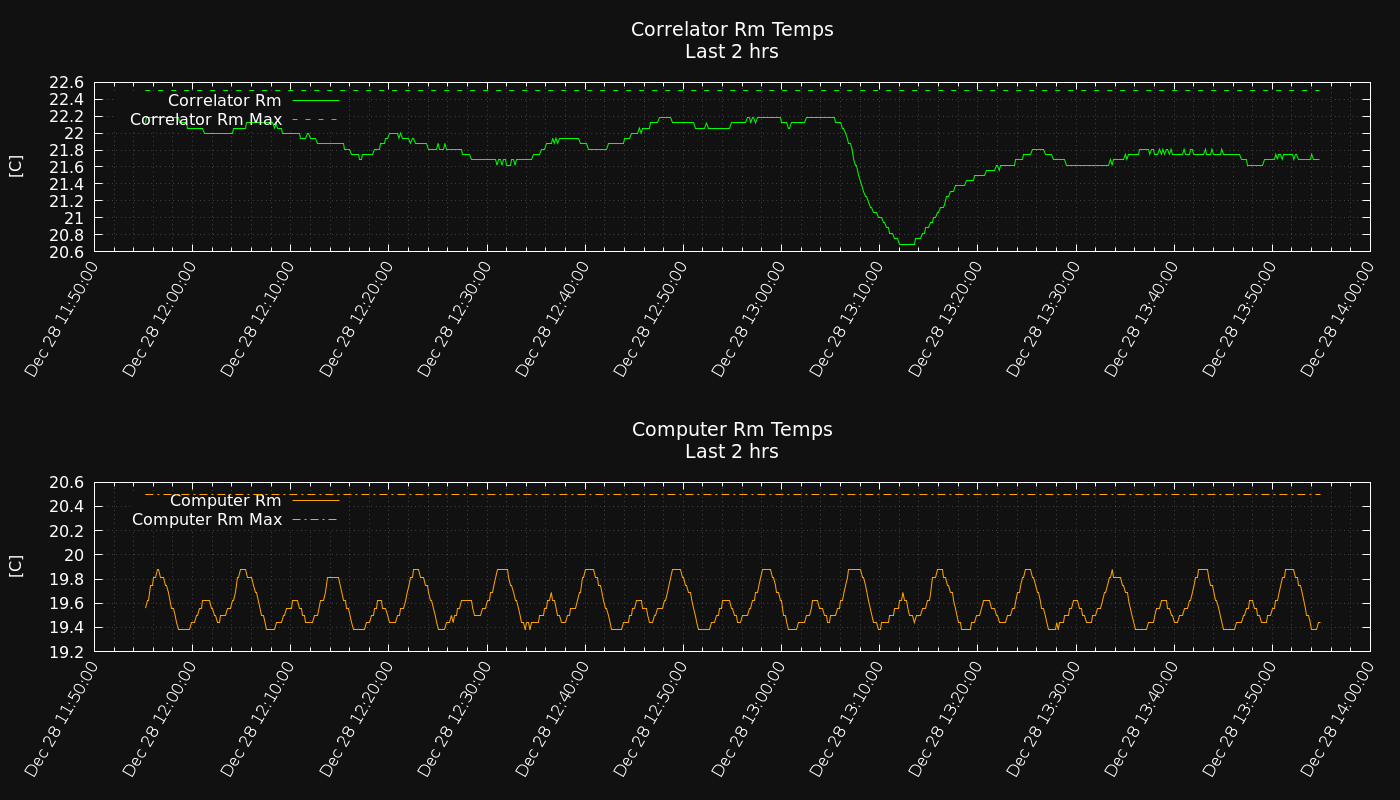 Correlator Rm Temps
Last 2 hrs
22.6
22.4
22.2
22
21.8
21.6
21.4
21.2
21
20.8
20.6
[C]
Correlator Rm
Correlator Rm Max
Dec 28 11:50:00
Dec 28 12:00:00
Dec 28 12:10:00
Dec 28 12:20:00
Dec 28 12:30:00
Dec 28 12:40:00
Dec 28 12:50:00
Dec 28 13:00:00
Dec 28 13:10:00
Dec 28 13:20:00
Dec 28 13:30:00
Dec 28 13:40:00
Dec 28 13:50:00
Dec 28 14:00:00
Computer Rm Temps
Last 2 hrs
20.6
20.4
20.2
20
19.8
19.6
19.4
19.2
[C]
Computer Rm
Computer Rm Max
Dec 28 11:50:00
Dec 28 12:00:00
Dec 28 12:10:00
Dec 28 12:20:00
Dec 28 12:30:00
Dec 28 12:40:00
Dec 28 12:50:00
Dec 28 13:00:00
Dec 28 13:10:00
Dec 28 13:20:00
Dec 28 13:30:00
Dec 28 13:40:00
Dec 28 13:50:00
Dec 28 14:00:00